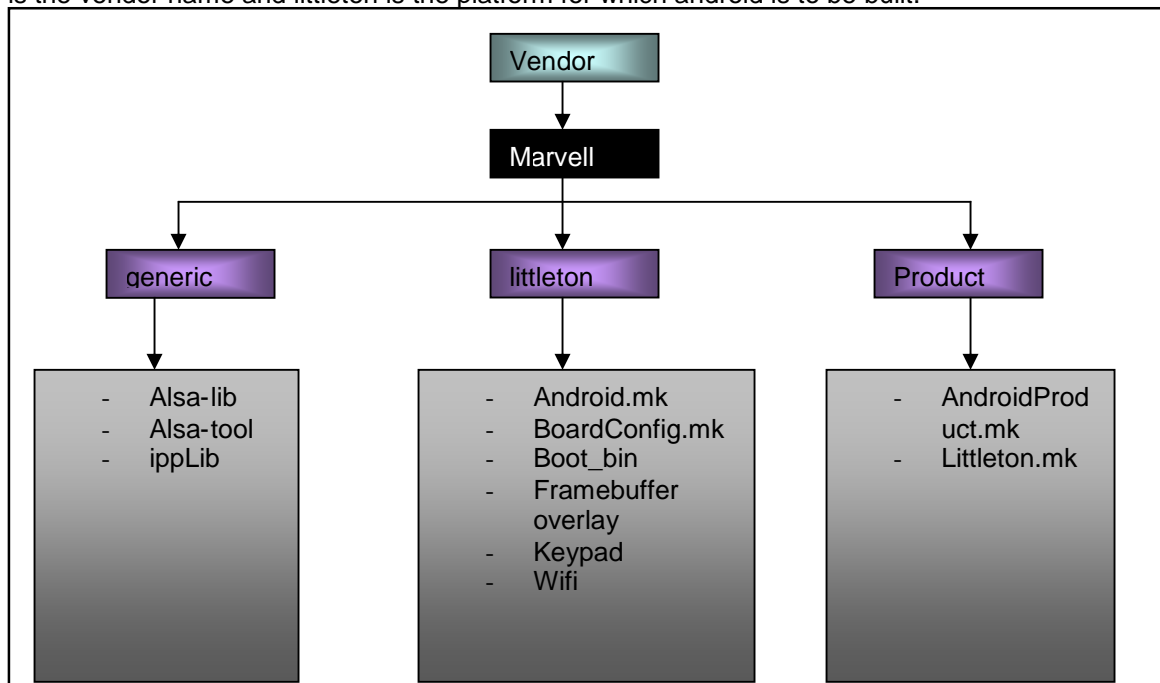 is the vendor name and littleton is the platform for which android is to be built.
Vendor
Marvell
generic
littleton
Product
- Alsa-lib
- Alsa-tool
- ippLib
- Android.mk
- BoardConfig.mk
- Boot_bin
- Framebuffer
overlay
- Keypad
- Wifi
- AndroidProd
uct.mk
- Littleton.mk